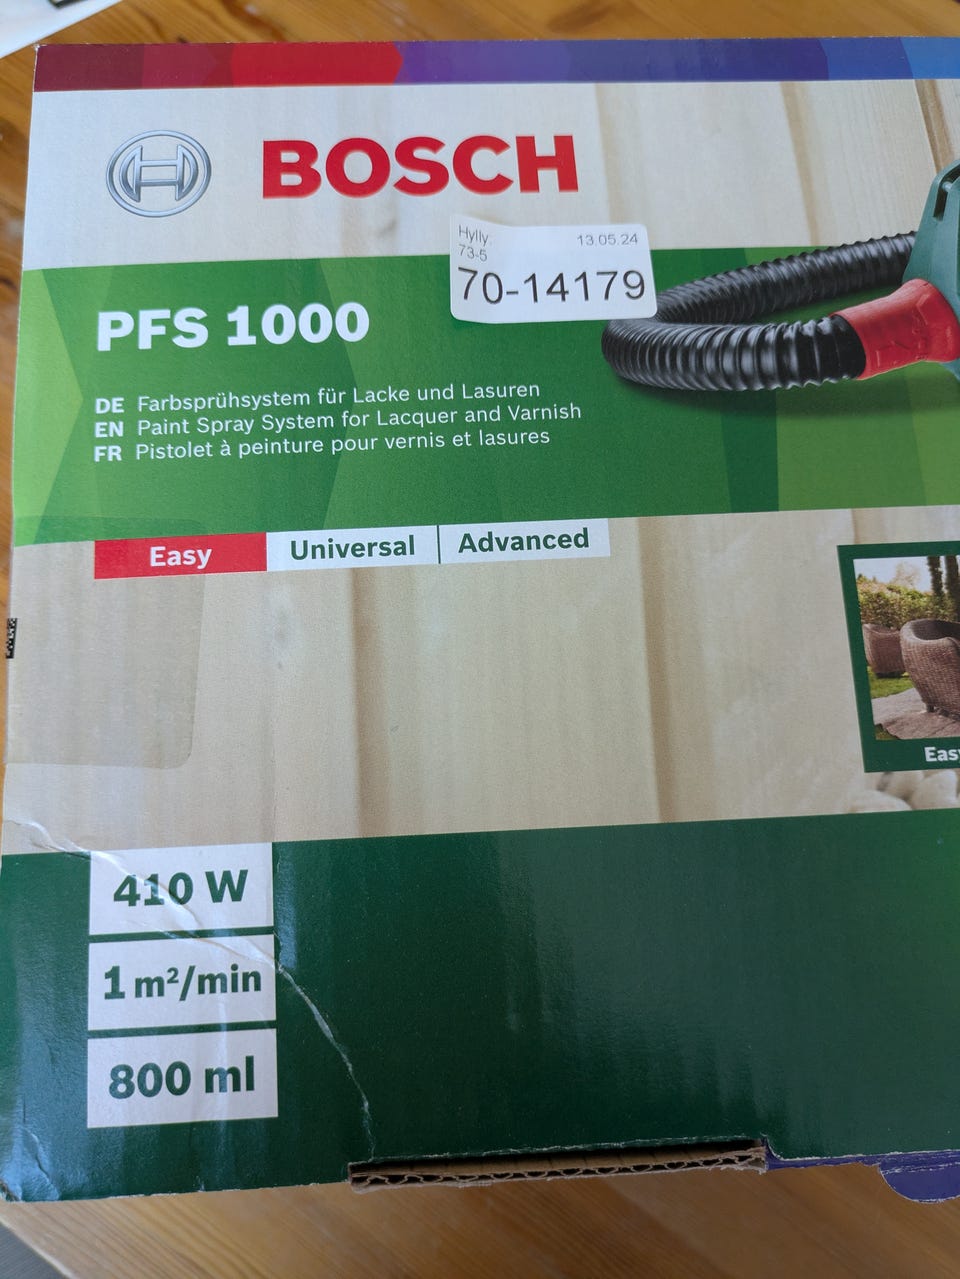 BOSCH
Hylly:
13.05.24
73-5
70-14179
PFS 1000
DE Farbsprühsystem für Lacke und Lasuren
EN Paint Spray System for Lacquer and Varnish
FR Pistolet à peinture pour vernis et lasures
Easy Universal Advanced
Easy
410 W
1 m²/min
800 ml